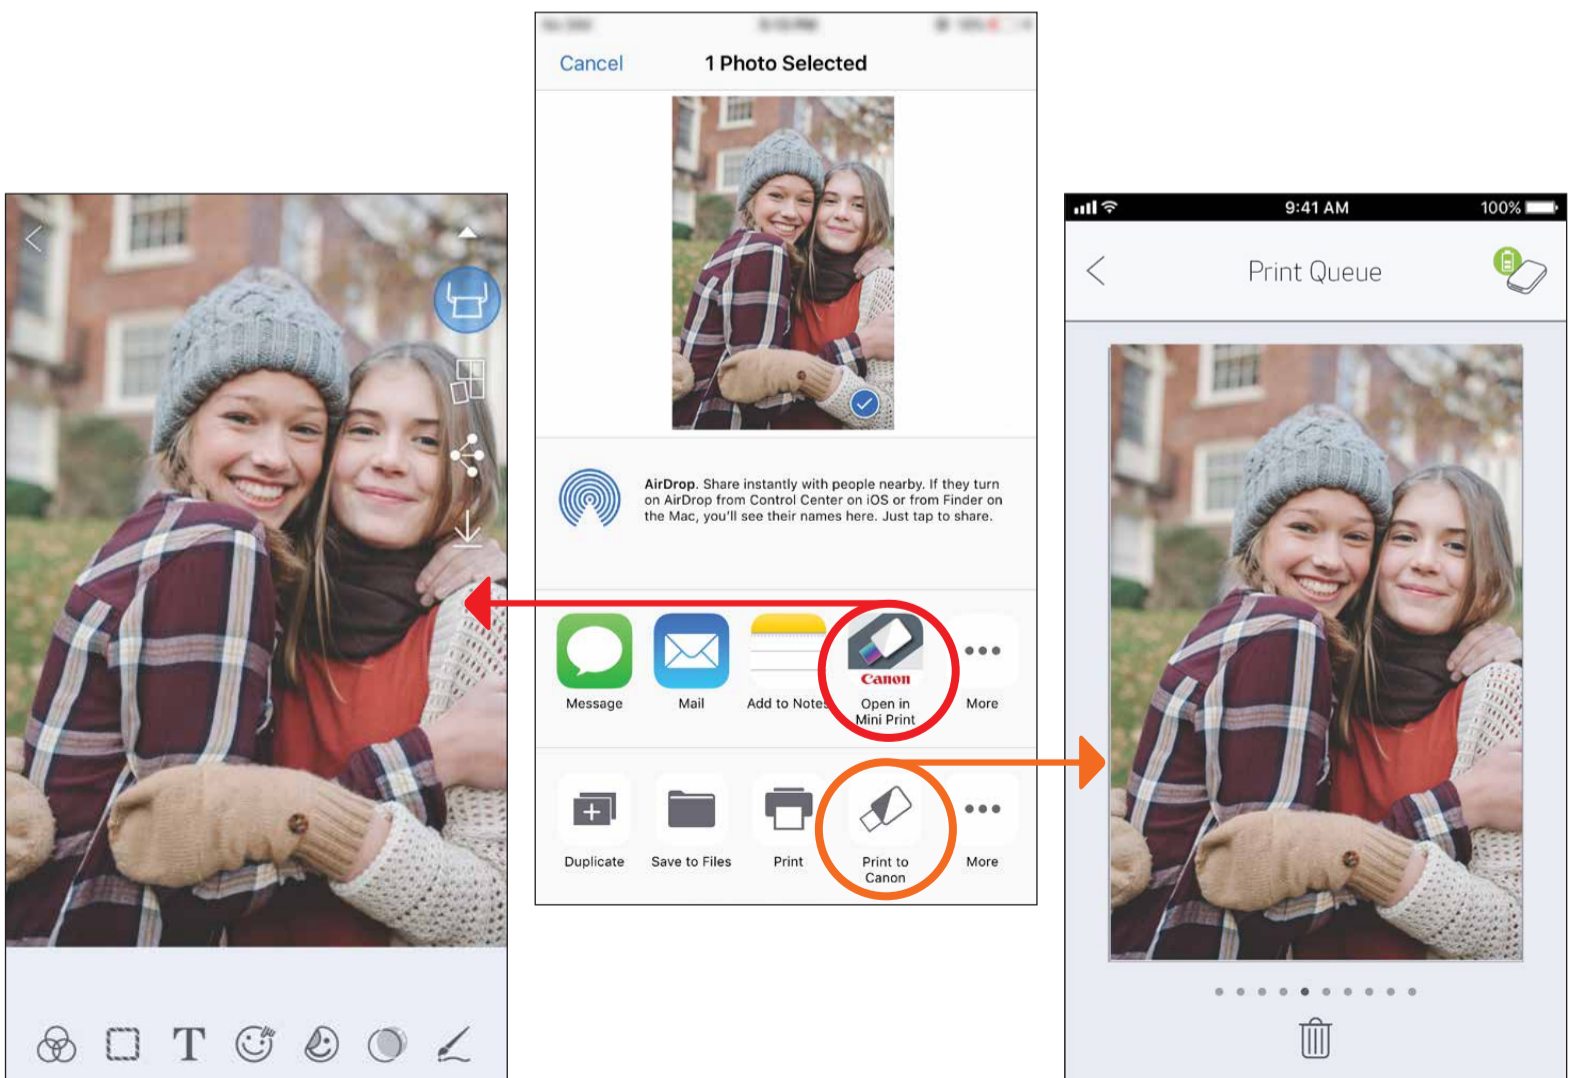 Cancel
1 Photo Selected
AirDrop. Share instantly with people nearby. If they turn
on AirDrop from Control Center on iOS or from Finder on
the Mac, you'll see their names here. Just tap to share.
Canon
Message
Mail
Add to Notes
Open in
Mini Print
More
Duplicate
Save to Files
Print
Print to
Canon
More
9:41 AM
100%
Print Queue
T